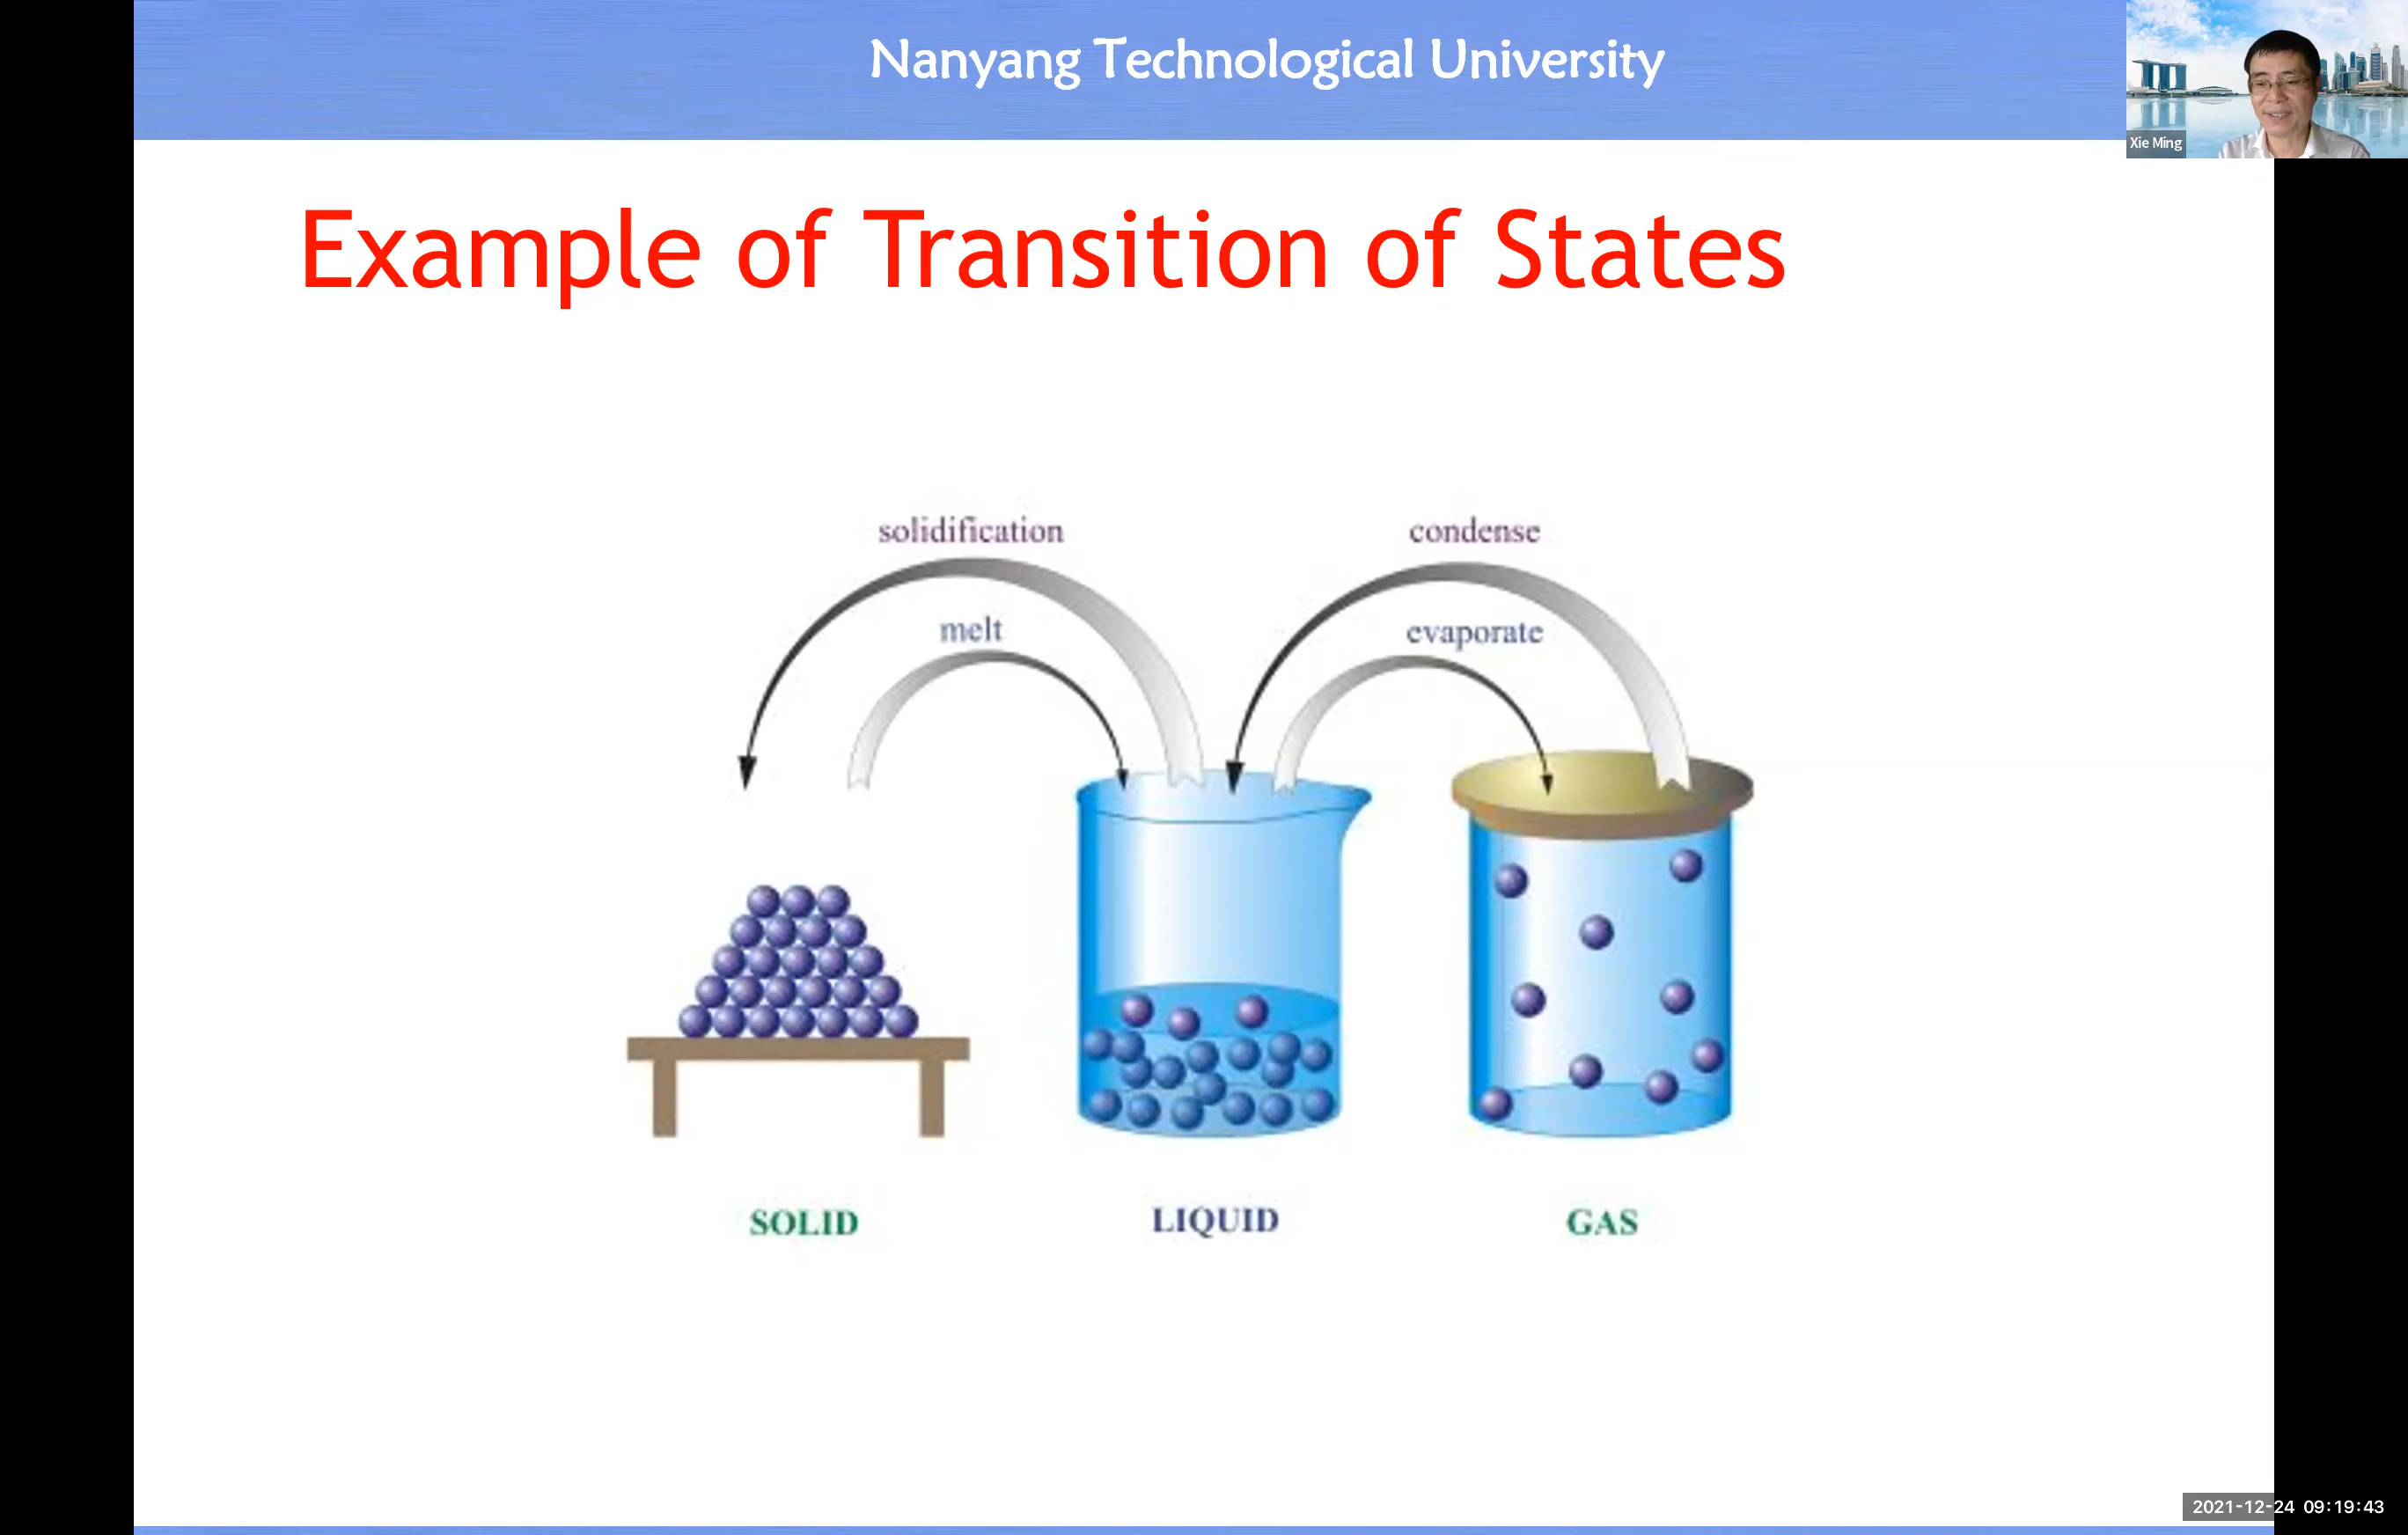 Nanyang Technological University
Xie Ming
Example of Transition of States
solidification
condense
melt
evaporate
SOLID
LIQUID
GAS
2021-12-24 09:19:43